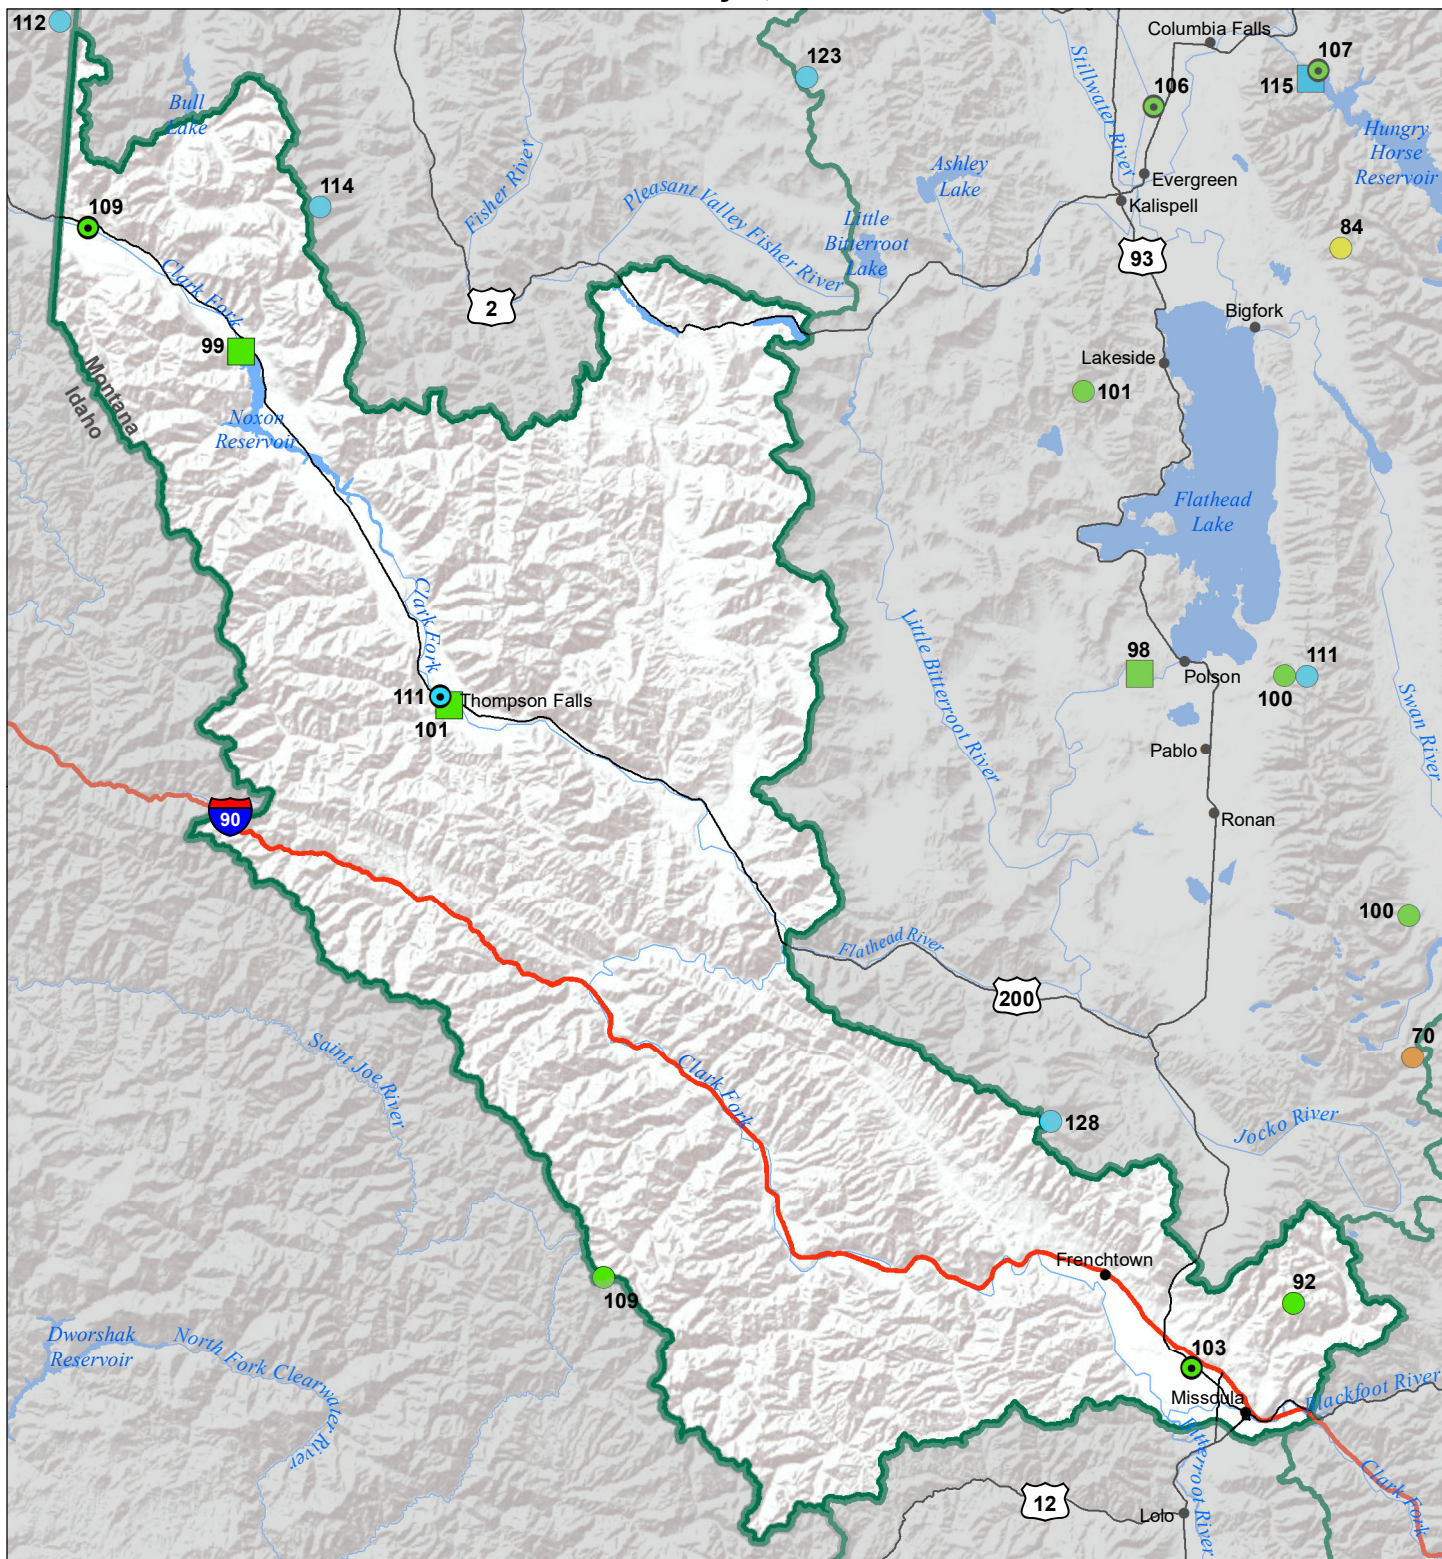 112
Columbia Falls
123
107
115
106
Stillwater River
Bull
Lake
Hungry
Horse
Reservoir
Fisher River
Ashley
Lake
Evergreen
114
Pleasant Valley Fisher River
Kalispell
109
Little
Bitterroot
Lake
84
93
Clark Fork
2
Bigfork
99
Lakeside
Montana
Idaho
101
Noxon
Reservoir
Flathead
Lake
Clark Fork
Little Bitterroot River
98
111
Polson
100
111
Thompson Falls
101
Swan River
Pablo
90
Ronan
100
Flathead River
200
Saint Joe River
70
Clark Fork
128
Jocko River
Frenchtown
109
92
Dworshak
Reservoir
North Fork Clearwater
River
103
Missoula
Blackfoot River
Bitterroot River
Clark Fork
12
Lolo